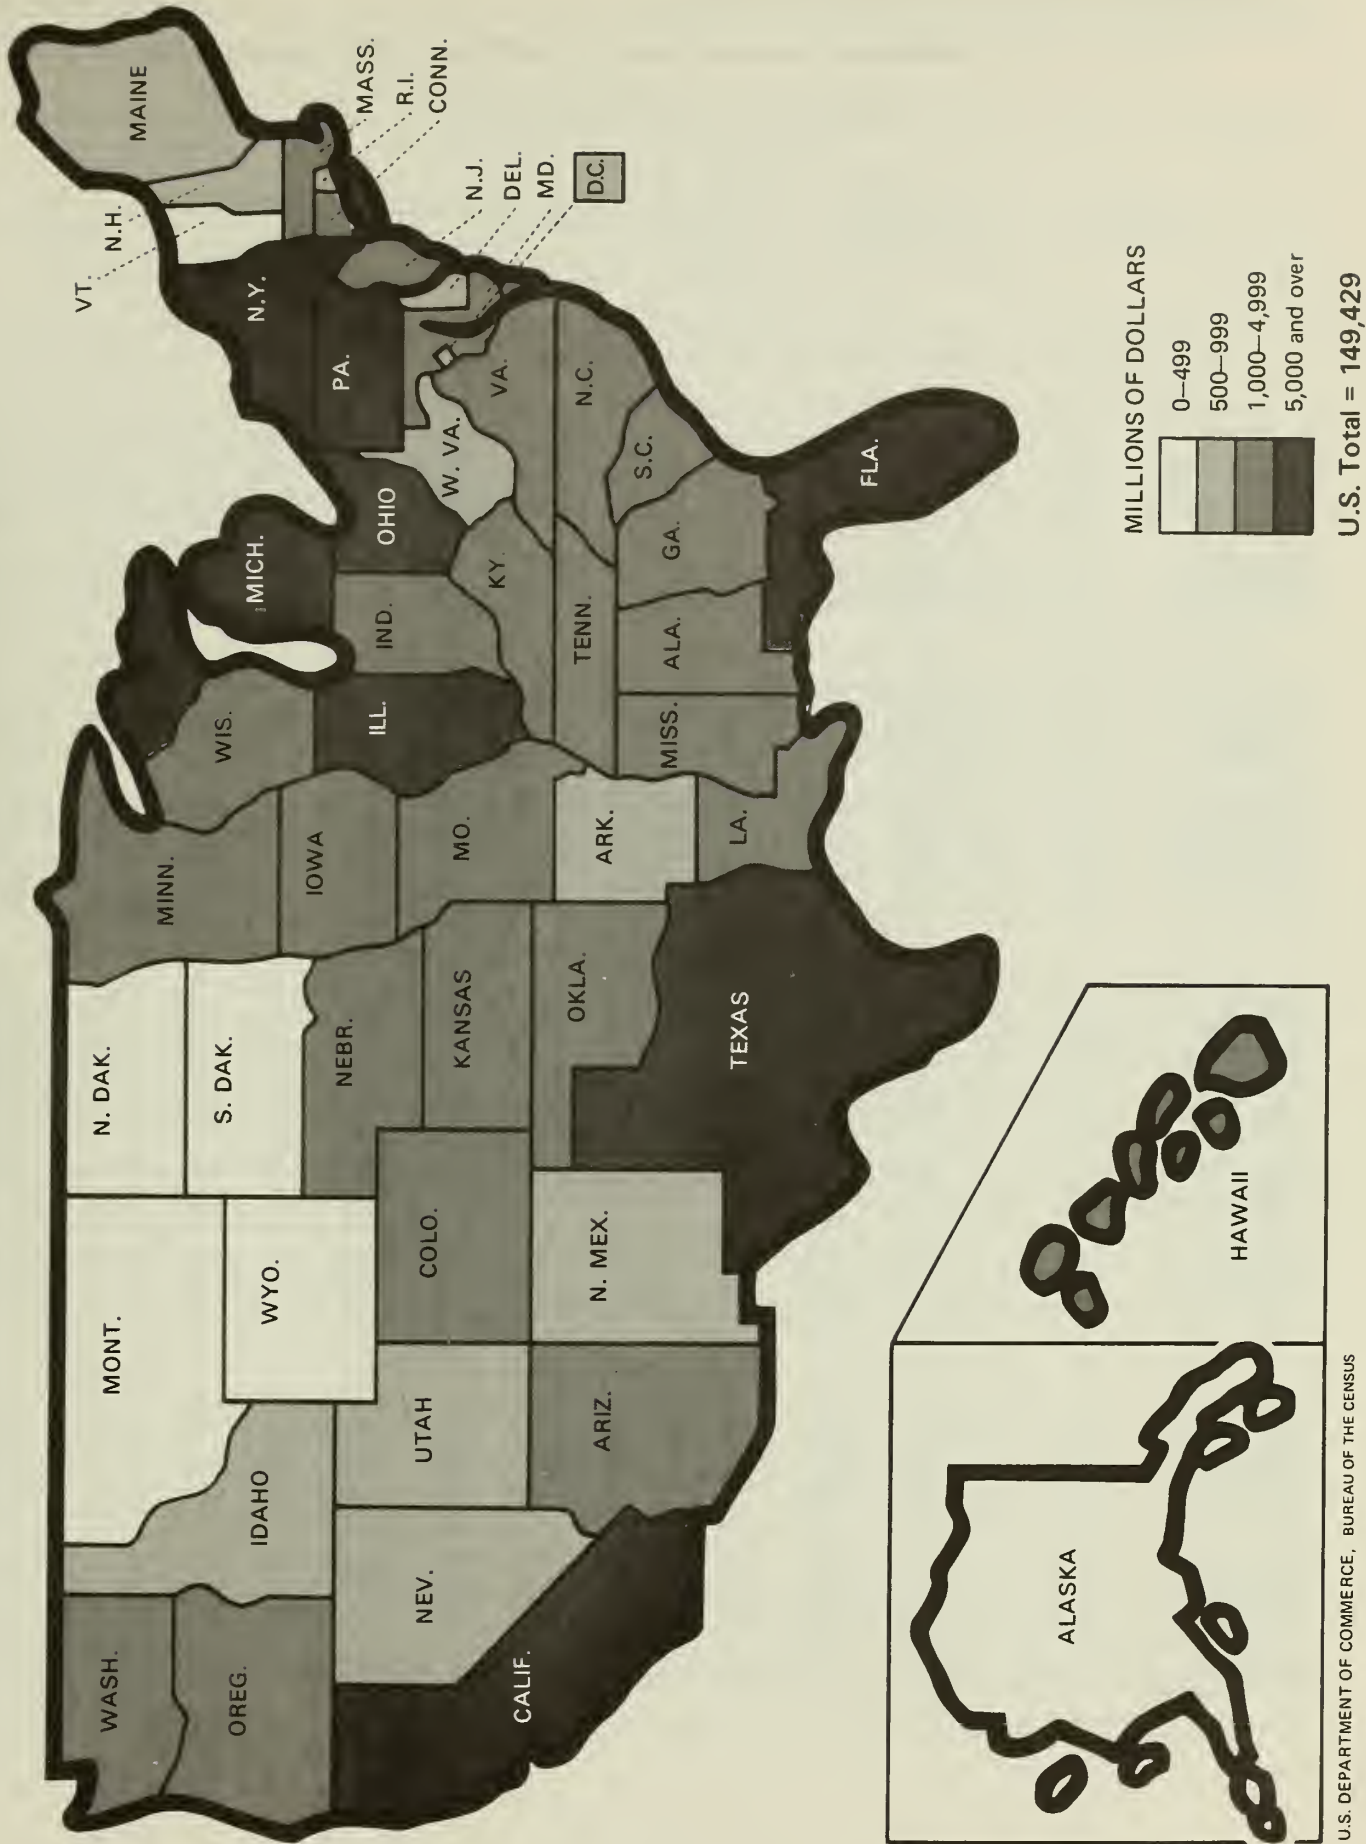 WASH.
OREG.
CALIF.
NEV.
IDAHO
MONT.
WYO.
UTAH
ARIZ.
COLO.
N. MEX.
N. DAK.
S. DAK.
NEBR.
KANSAS
OKLA.
TEXAS
MINN.
IOWA
MO.
ARK.
LA.
WIS.
ILL.
MICH.
IND.
OHIO
KY.
TENN.
MISS.
ALA.
GA.
FLA.
S.C.
N.C.
VA.
W. VA.
PA.
N.Y.
VT.
N.H.
MAINE
MASS.
R.I.
CONN.
N.J.
DEL.
MD.
D.C.
ALASKA
HAWAII
MILLIONS OF DOLLARS
0–499
500–999
1,000–4,999
5,000 and over
U.S. Total = 149,429
U.S. DEPARTMENT OF COMMERCE, BUREAU OF THE CENSUS